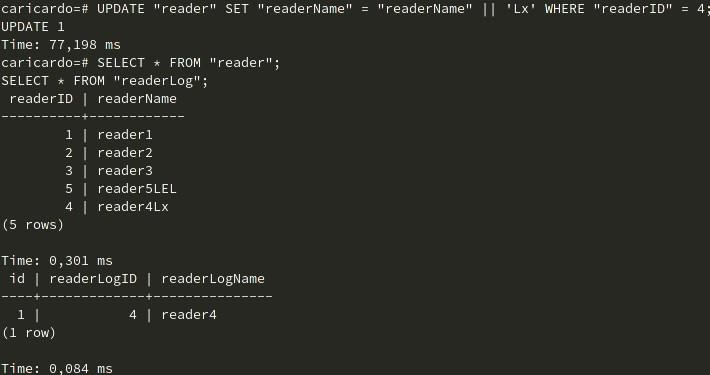 caricardo=# UPDATE "reader" SET "readerName" = "readerName" || 'Lx' WHERE "readerID" = 4;
UPDATE 1
Time: 77,198 ms
caricardo=# SELECT * FROM "reader";
SELECT * FROM "readerLog";
 readerID | readerName
----------+------------
        1 | reader1
        2 | reader2
        3 | reader3
        5 | reader5LEL
        4 | reader4Lx
(5 rows)

Time: 0,301 ms
 id | readerLogID | readerLogName
----+-------------+---------------
  1 |           4 | reader4
(1 row)

Time: 0,084 ms